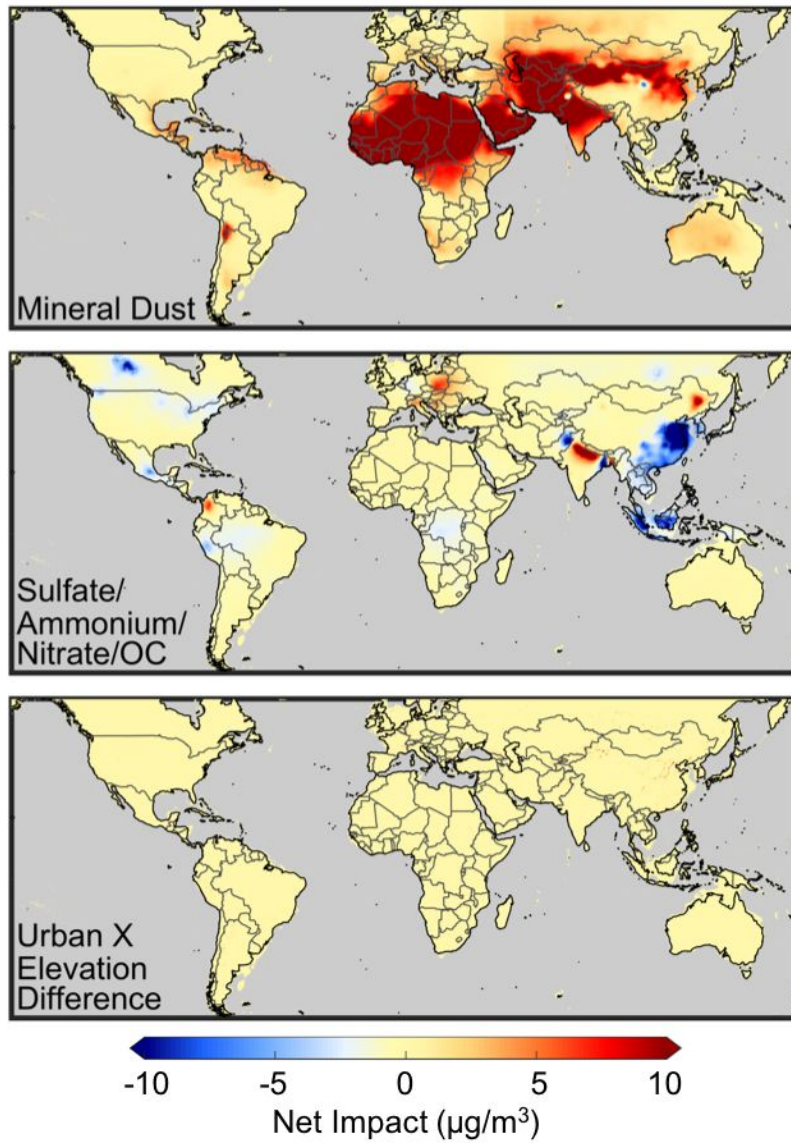 Mineral Dust
Sulfate/
Ammonium/
Nitrate/OC
Urban X
Elevation
Difference
-10 -5 0 5 10
Net Impact (µg/m³)